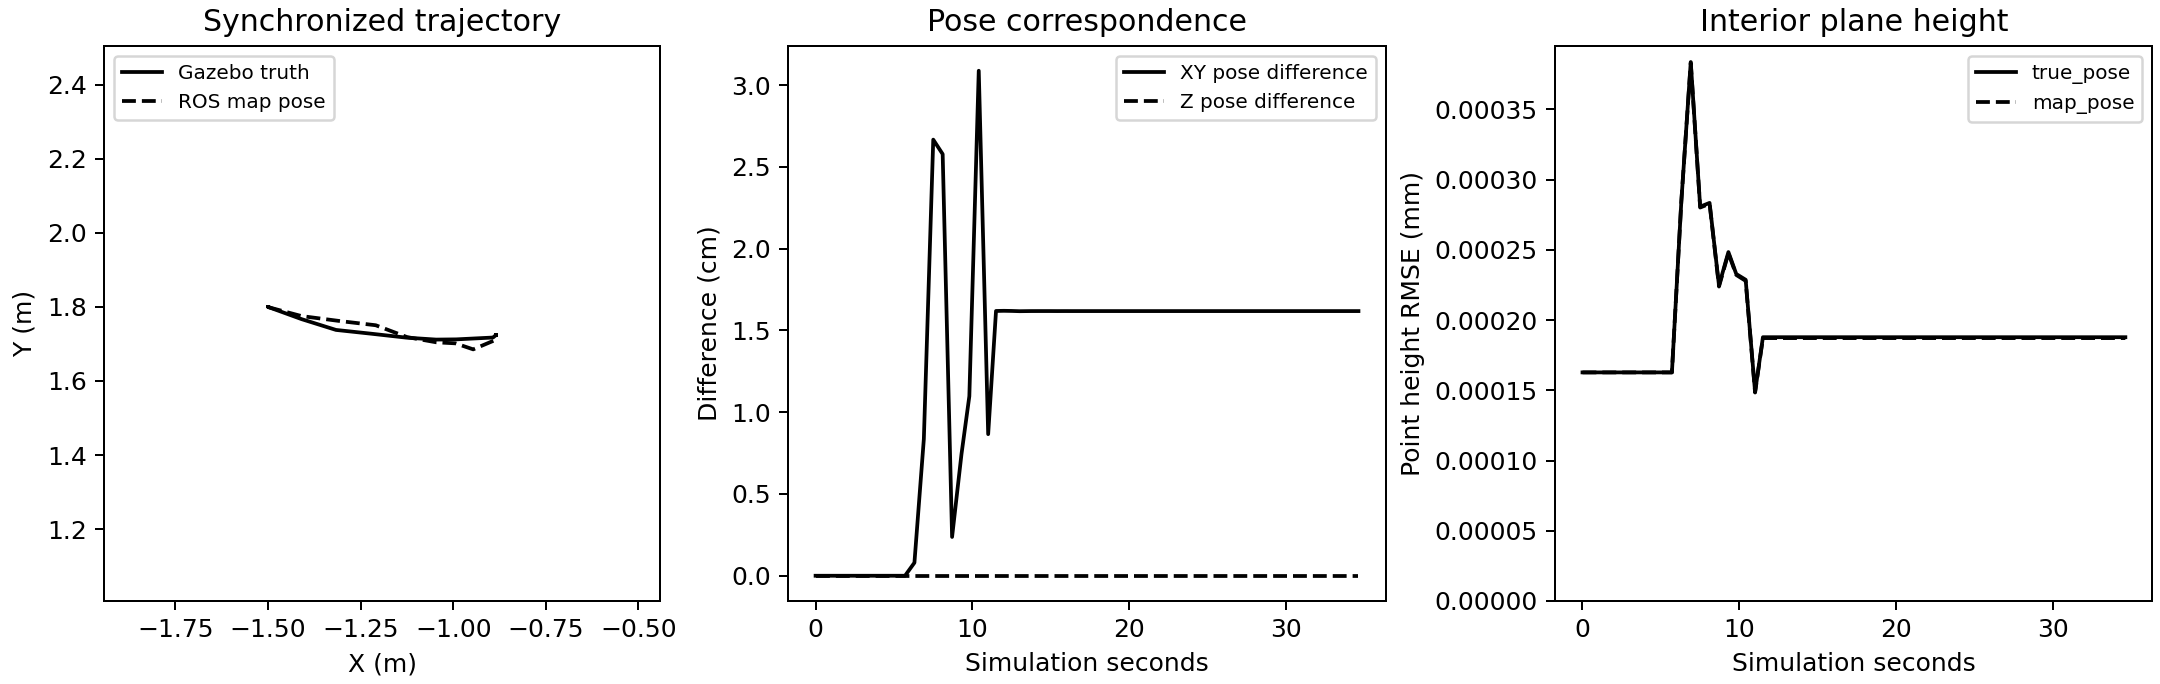 Synchronized trajectory
Gazebo truth
ROS map pose
2.4
2.2
2.0
1.8
1.6
1.4
1.2
Y (m)
−1.75 −1.50 −1.25 −1.00 −0.75 −0.50
X (m)
Pose correspondence
XY pose difference
Z pose difference
3.0
2.5
2.0
1.5
1.0
0.5
0.0
Difference (cm)
0 10 20 30
Simulation seconds
Interior plane height
true_pose
map_pose
0.00035
0.00030
0.00025
0.00020
0.00015
0.00010
0.00005
0.00000
Point height RMSE (mm)
0 10 20 30
Simulation seconds